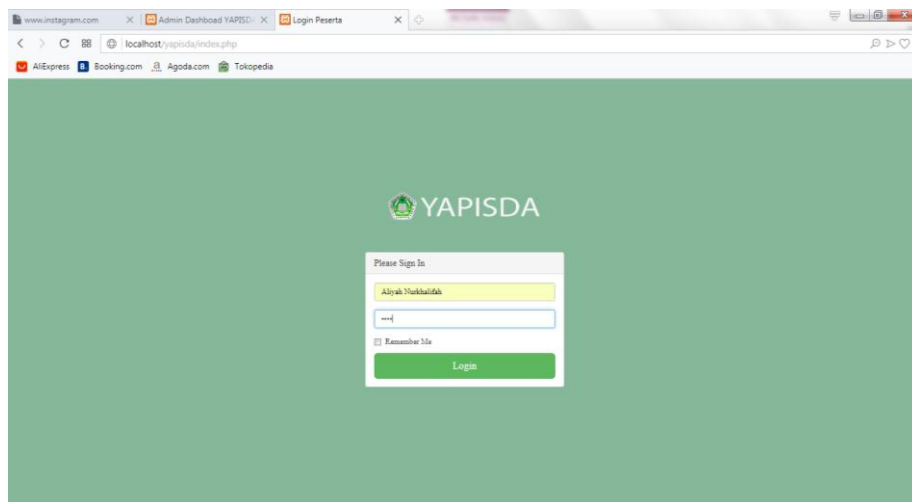 www.instagram.com
Admin Dashboad YAPISD
Login Peserta
localhost/yapisda/index.php
AliExpress B. Booking.com a Agoda.com Tokopedia
YAPISDA
Please Sign In
Aliyah Nurkhalifah
Remember Me
Login